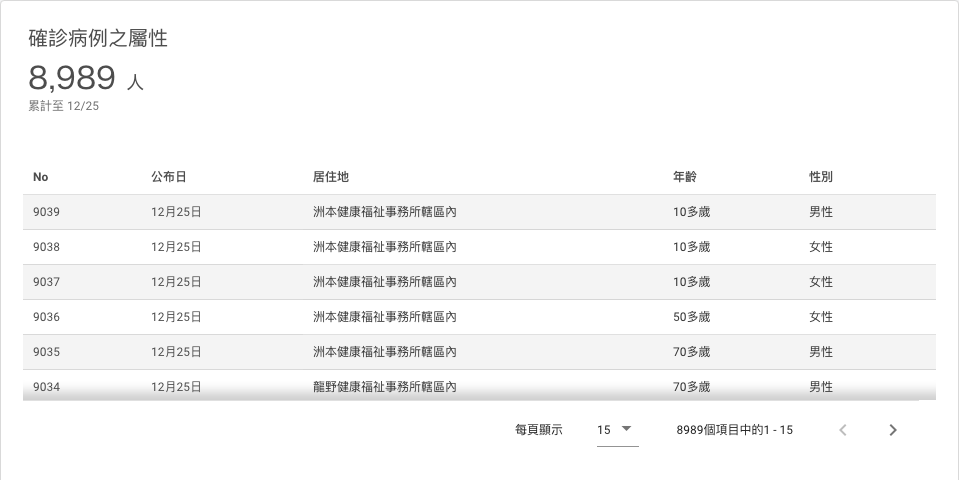 確診病例之屬性
8,989 人
累計至 12/25
No 公布日 居住地 年齡 性別
9039 12月25日 洲本健康福祉事務所轄區內 10多歲 男性
9038 12月25日 洲本健康福祉事務所轄區內 10多歲 女性
9037 12月25日 洲本健康福祉事務所轄區內 10多歲 女性
9036 12月25日 洲本健康福祉事務所轄區內 50多歲 女性
9035 12月25日 洲本健康福祉事務所轄區內 70多歲 男性
9034 12月25日 龍野健康福祉事務所轄區內 70多歲 男性
每頁顯示 15 8989個項目中的1 - 15